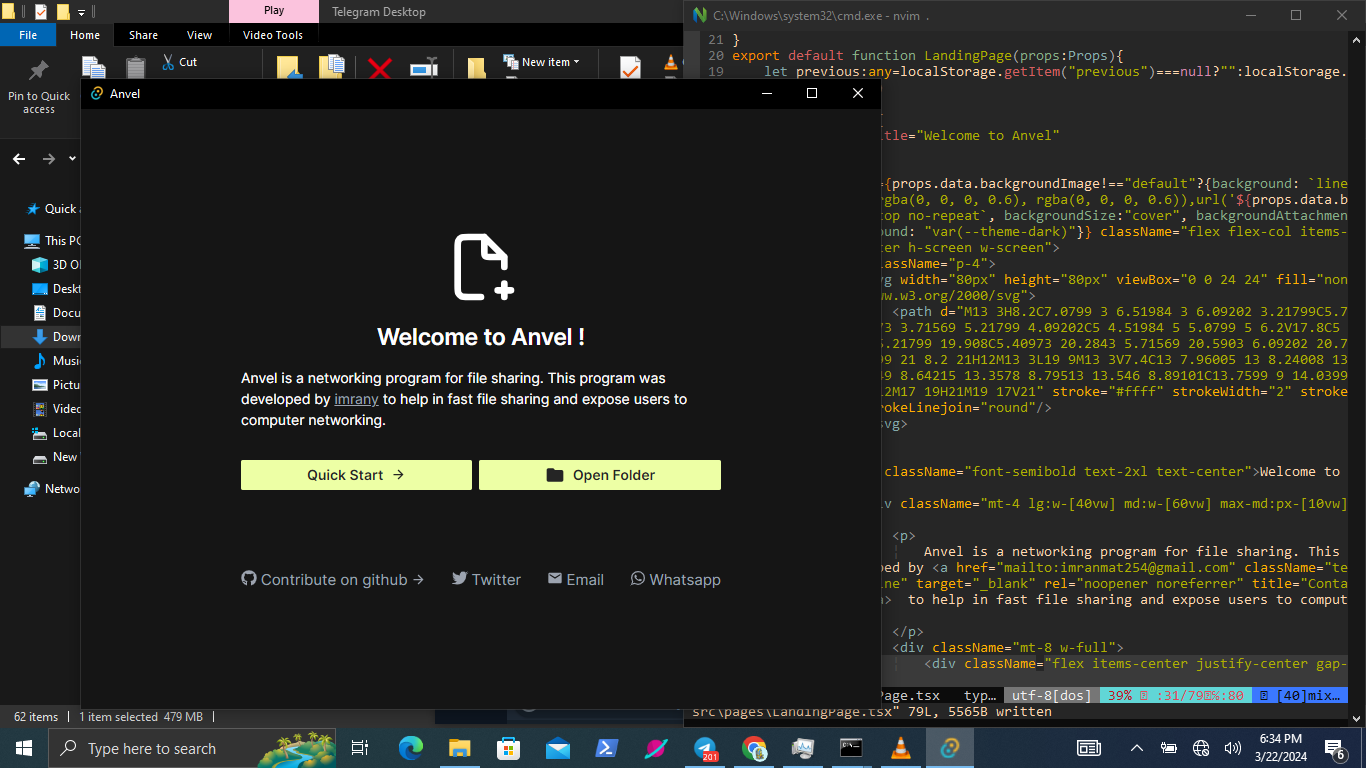 Play
Telegram Desktop
File
Home
Share
View
Video Tools
Pin to Quick
access
Cut
New item
Quick
This PC
3D O
Deskt
Docu
Down
Music
Pictu
Video
Local
New
Netwo
62 items
1 item selected 479 MB
Anvel
Welcome to Anvel !
Anvel is a networking program for file sharing. This program was
developed by imrany to help in fast file sharing and expose users to
computer networking.
Quick Start →
Open Folder
Contribute on github →
Twitter
Email
Whatsapp
C:\Windows\system32\cmd.exe - nvim .
21 }
20 export default function LandingPage(props:Props){
19 let previous:any=localStorage.getItem("previous")===null?"":localStorage.
tle="Welcome to Anvel"
={props.data.backgroundImage!=="default"?{background: `line
rgba(0, 0, 0, 0.6), rgba(0, 0, 0, 0.6)),url('${props.data.b
top no-repeat`, backgroundSize:"cover", backgroundAttachmen
ound: "var(--theme-dark)"}} className="flex flex-col items-
ter h-screen w-screen">
lassName="p-4">
vg width="80px" height="80px" viewBox="0 0 24 24" fill="non
ww.w3.org/2000/svg">
<path d="M13 3H8.2C7.0799 3 6.51984 3 6.09202 3.21799C5.7
73 3.71569 5.21799 4.09202C5 4.51984 5 5.0799 5 6.2V17.8C5
5.21799 19.908C5.40973 20.2843 5.71569 20.5903 6.09202 20.7
99 21 8.2 21H12M13 3L19 9M13 3V7.4C13 7.96005 13 8.24008 13
49 8.64215 13.3578 8.79513 13.546 8.89101C13.7599 9 14.0399
12M17 19H21M19 17V21" stroke="#ffff" strokeWidth="2" stroke
rokeLinejoin="round"/>
svg>
className="font-semibold text-2xl text-center">Welcome to
v className="mt-4 lg:w-[40vw] md:w-[60vw] max-md:px-[10vw]
<p>
Anvel is a networking program for file sharing. This
ped by <a href="mailto:imranmat254@gmail.com" className="te
ine" target="_blank" rel="noopener noreferrer" title="Conta
> to help in fast file sharing and expose users to comput
</p>
<div className="mt-8 w-full">
<div className="flex items-center justify-center gap-
Page.tsx typ… utf-8[dos] 39% :31/79 %:80 [40]mix…
src\pages\LandingPage.tsx" 79L, 5565B written
Type here to search
201
6:34 PM
3/22/2024
6